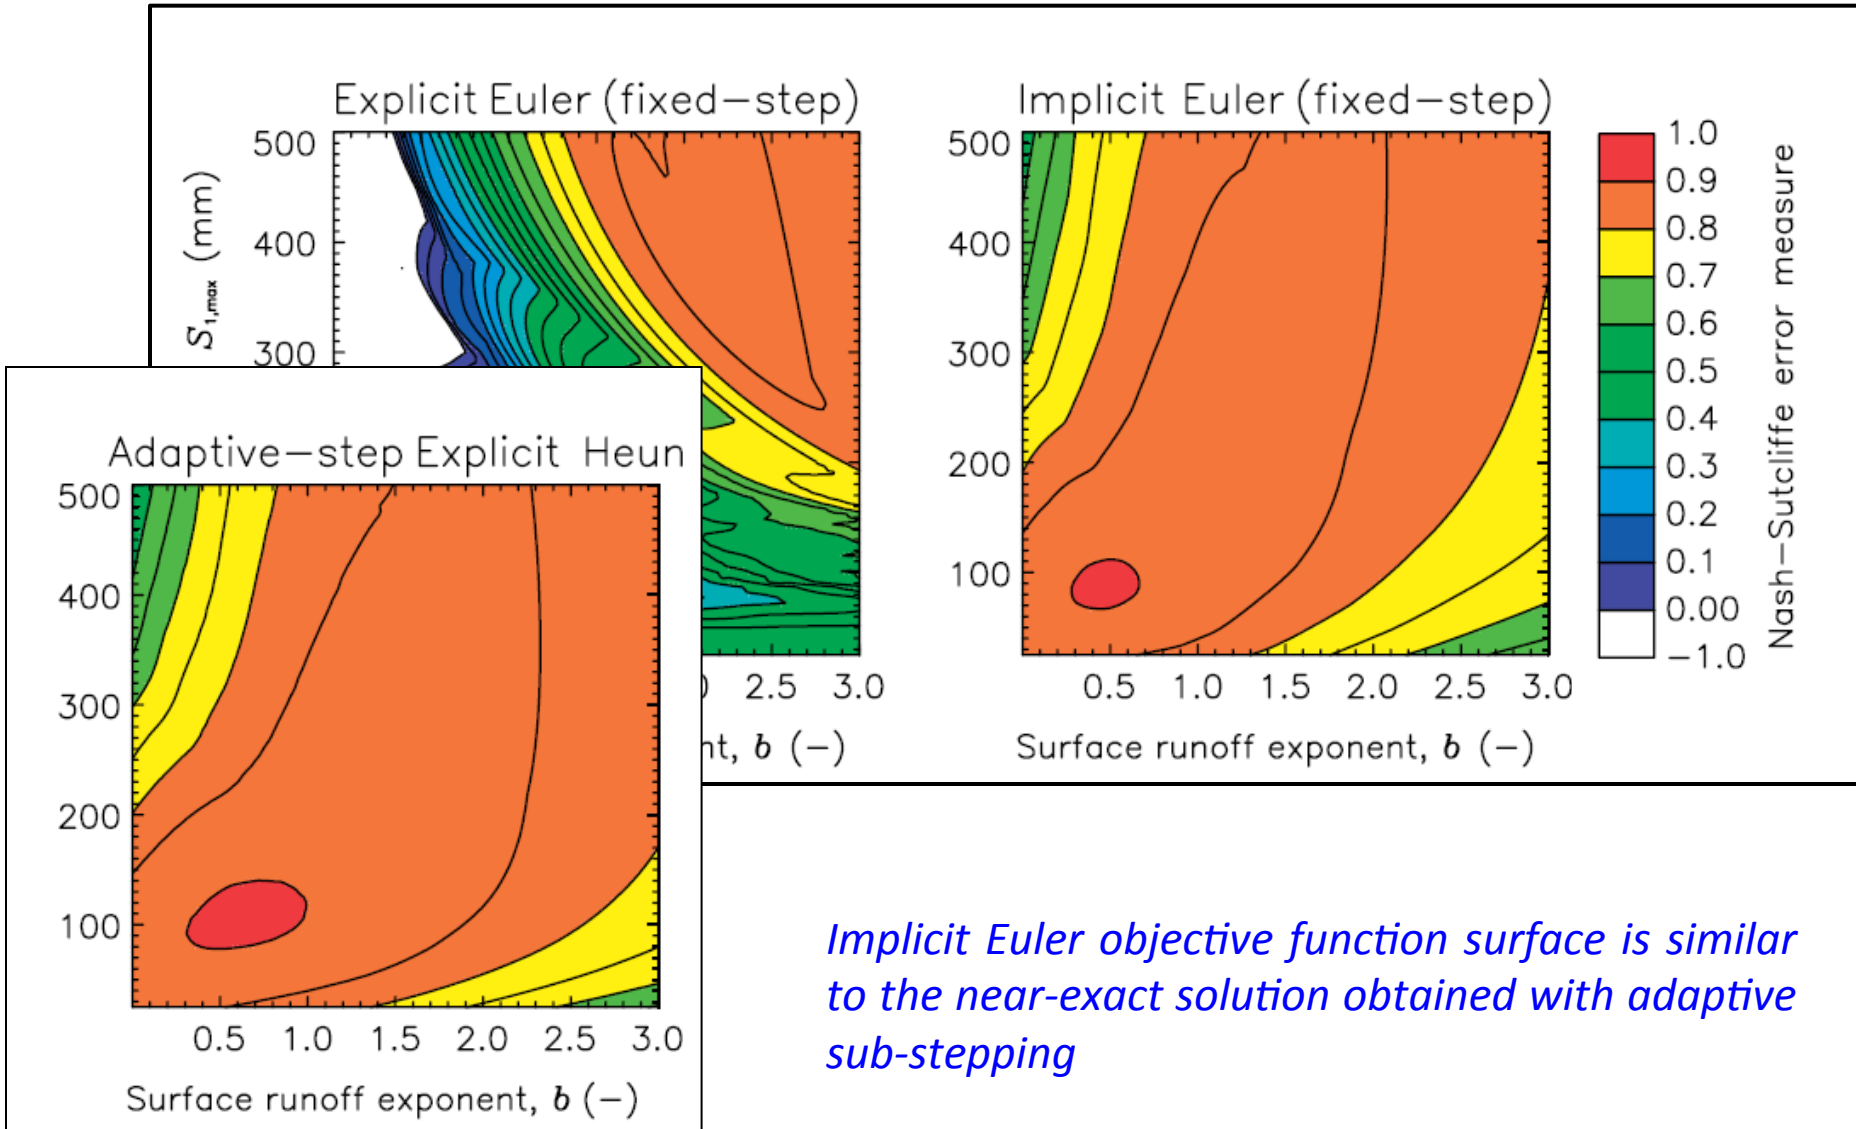 Explicit Euler (fixed-step)
Implicit Euler (fixed-step)
500
400
300
S1,max (mm)
2.5 3.0
nt, b (-)
500
400
300
200
100
0.5 1.0 1.5 2.0 2.5 3.0
Surface runoff exponent, b (-)
1.0
0.9
0.8
0.7
0.6
0.5
0.4
0.3
0.2
0.1
0.00
-1.0
Nash-Sutcliffe error measure
Adaptive-step Explicit Heun
500
400
300
200
100
0.5 1.0 1.5 2.0 2.5 3.0
Surface runoff exponent, b (-)
Implicit Euler objective function surface is similar
to the near-exact solution obtained with adaptive
sub-stepping